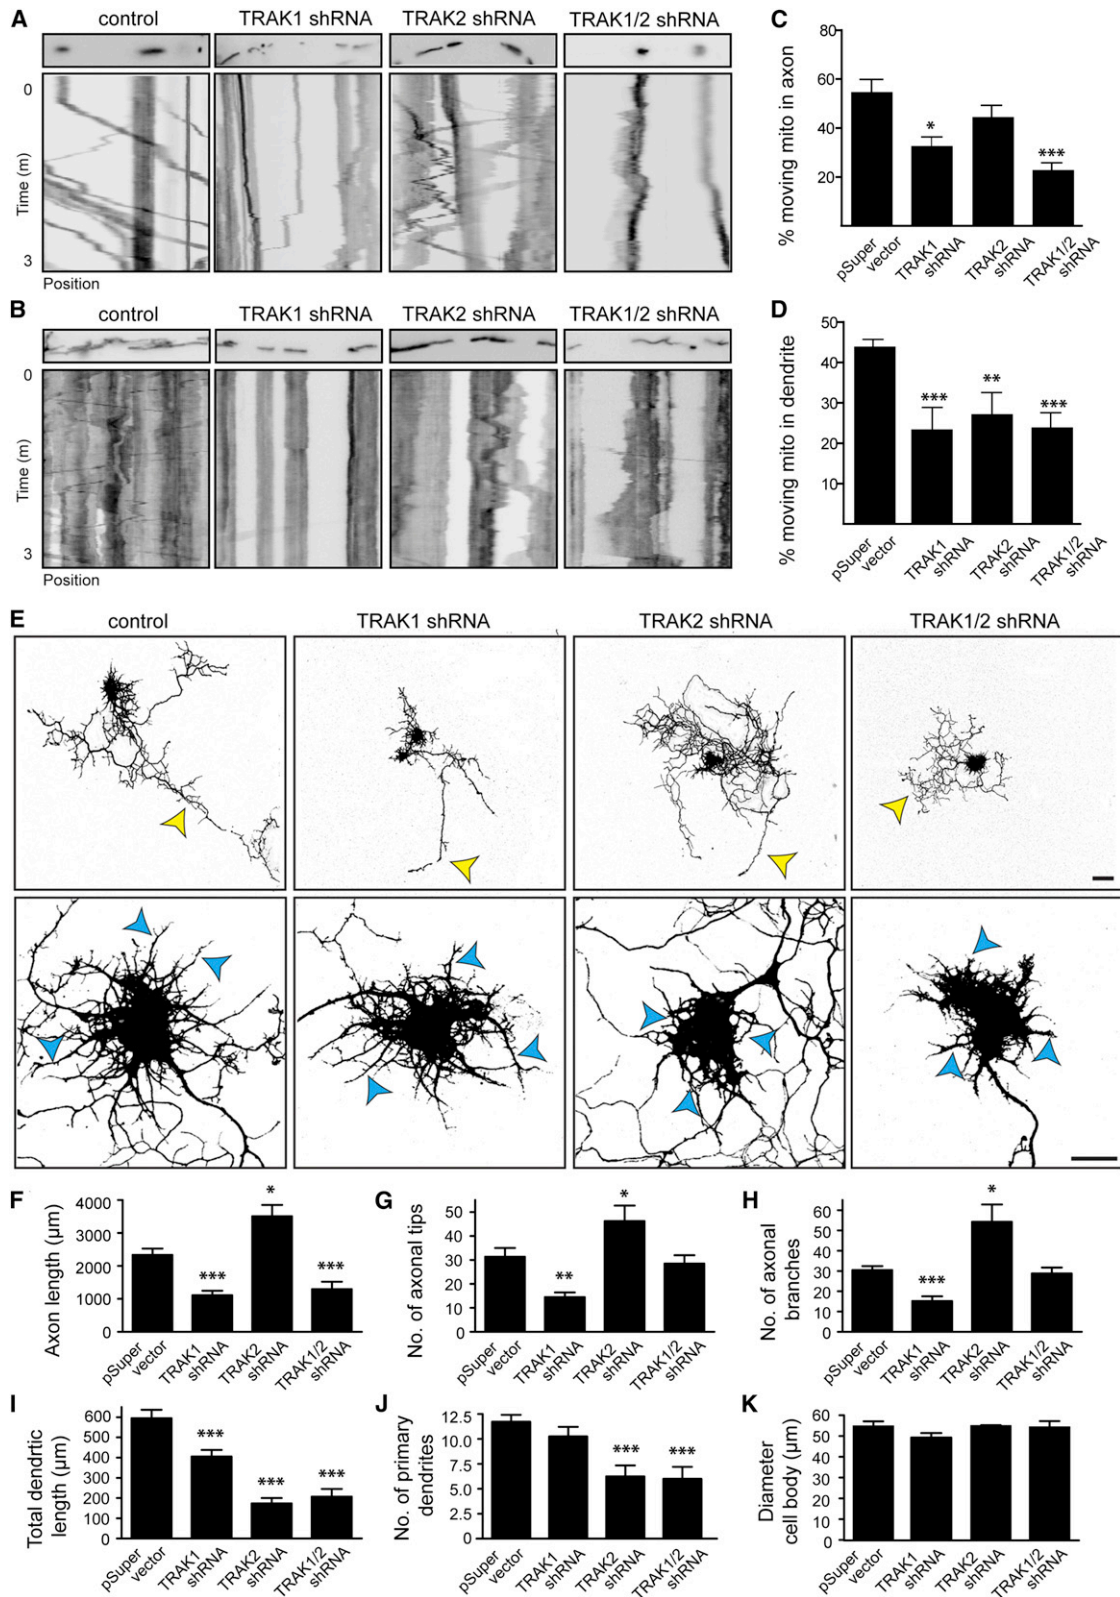 A
control
TRAK1 shRNA
TRAK2 shRNA
TRAK1/2 shRNA
0
Time (m)
3
Position
B
control
TRAK1 shRNA
TRAK2 shRNA
TRAK1/2 shRNA
0
Time (m)
3
Position
C
% moving mito in axon
80
60
40
20
*
***
pSuper
vector
TRAK1
shRNA
TRAK2
shRNA
TRAK1/2
shRNA
D
% moving mito in dendrite
50
40
30
20
10
***
**
***
pSuper
vector
TRAK1
shRNA
TRAK2
shRNA
TRAK1/2
shRNA
E
control
TRAK1 shRNA
TRAK2 shRNA
TRAK1/2 shRNA
F
Axon length (µm)
4000
3000
2000
1000
0
***
*
***
pSuper
vector
TRAK1
shRNA
TRAK2
shRNA
TRAK1/2
shRNA
G
No. of axonal tips
50
40
30
20
10
0
**
*
pSuper
vector
TRAK1
shRNA
TRAK2
shRNA
TRAK1/2
shRNA
H
No. of axonal
branches
60
50
40
30
20
10
0
***
*
pSuper
vector
TRAK1
shRNA
TRAK2
shRNA
TRAK1/2
shRNA
I
Total dendrtic
length (µm)
600
500
400
300
200
100
0
***
***
***
pSuper
vector
TRAK1
shRNA
TRAK2
shRNA
TRAK1/2
shRNA
J
No. of primary
dendrites
12.5
10.0
7.5
5.0
2.5
0
***
***
pSuper
vector
TRAK1
shRNA
TRAK2
shRNA
TRAK1/2
shRNA
K
Diameter
cell body (µm)
60
50
40
30
20
10
0
pSuper
vector
TRAK1
shRNA
TRAK2
shRNA
TRAK1/2
shRNA